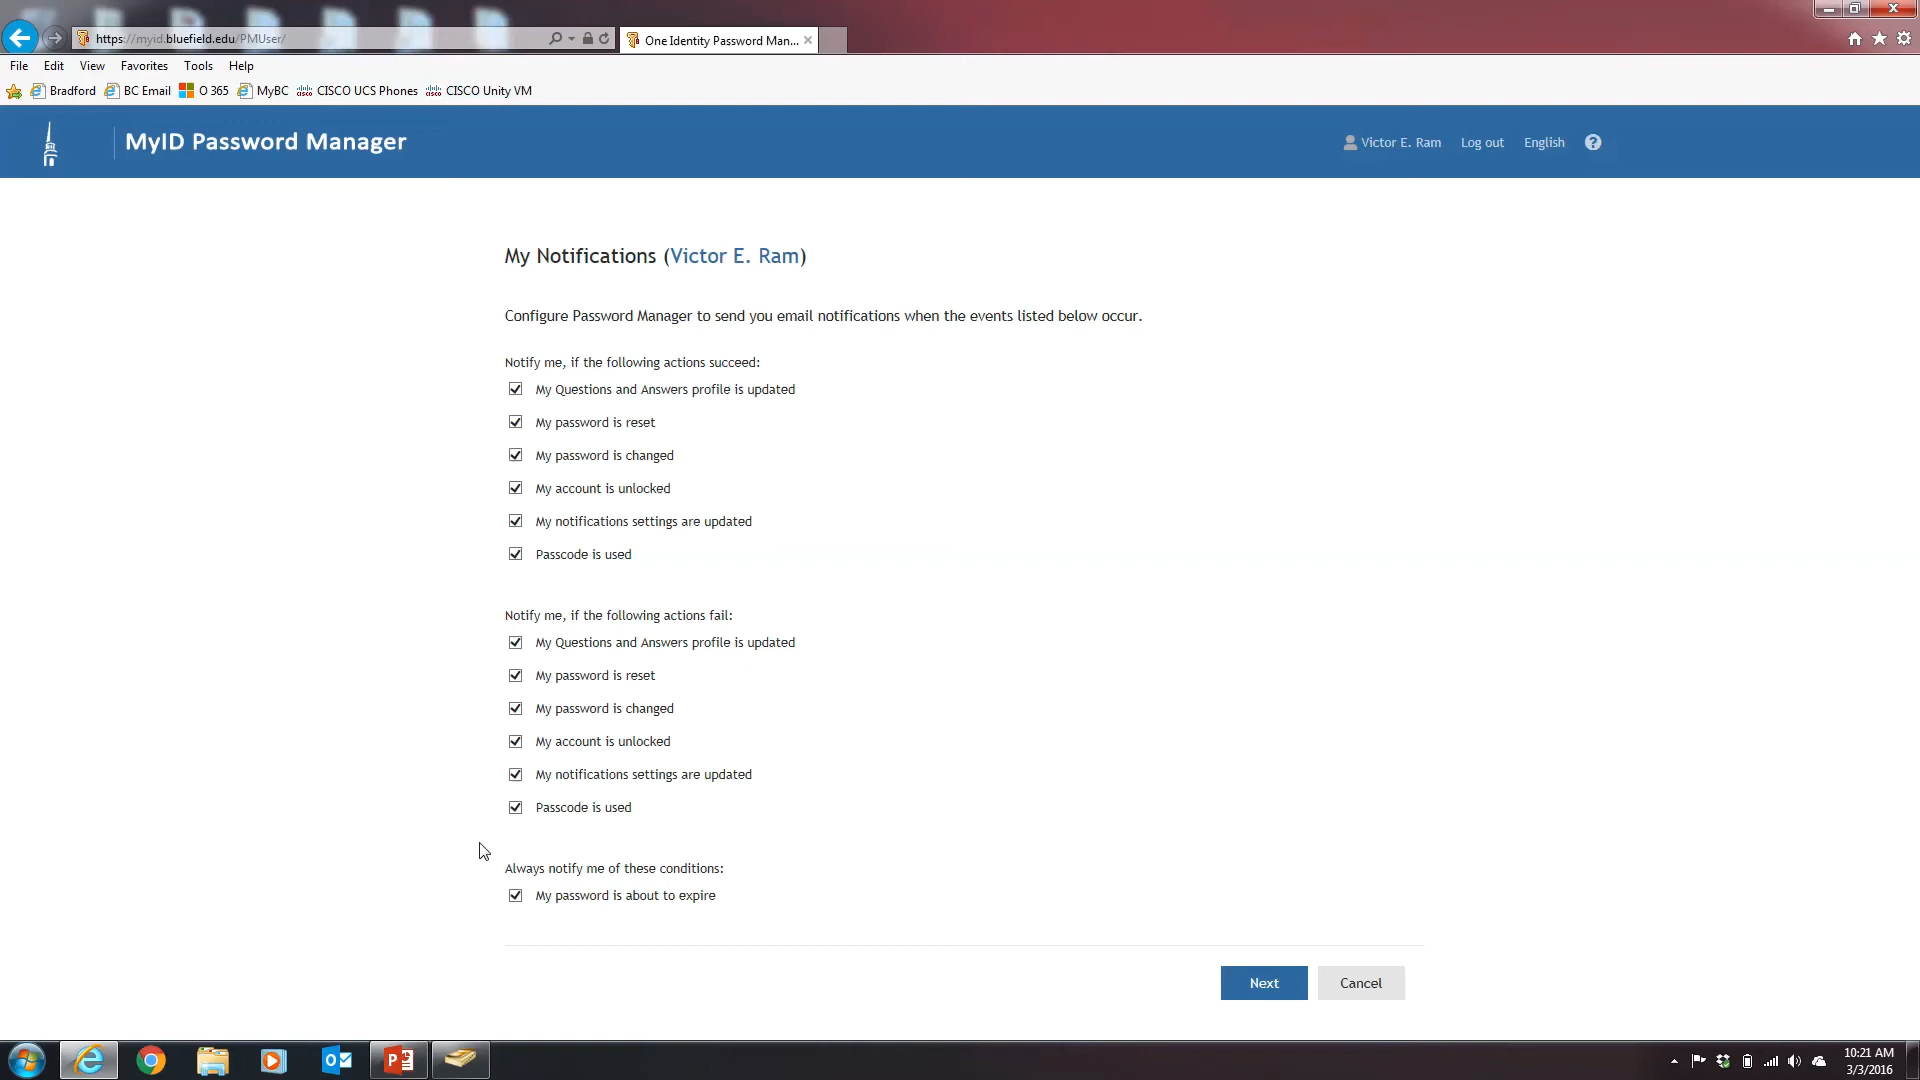 https://myid.bluefield.edu/PMUser/
One Identity Password Man...
File Edit View Favorites Tools Help
Bradford BC Email O 365 MyBC CISCO UCS Phones CISCO Unity VM
MyID Password Manager
Victor E. Ram Log out English ?
My Notifications (Victor E. Ram)
Configure Password Manager to send you email notifications when the events listed below occur.
Notify me, if the following actions succeed:
My Questions and Answers profile is updated
My password is reset
My password is changed
My account is unlocked
My notifications settings are updated
Passcode is used
Notify me, if the following actions fail:
My Questions and Answers profile is updated
My password is reset
My password is changed
My account is unlocked
My notifications settings are updated
Passcode is used
Always notify me of these conditions:
My password is about to expire
Next Cancel
10:21 AM
3/3/2016